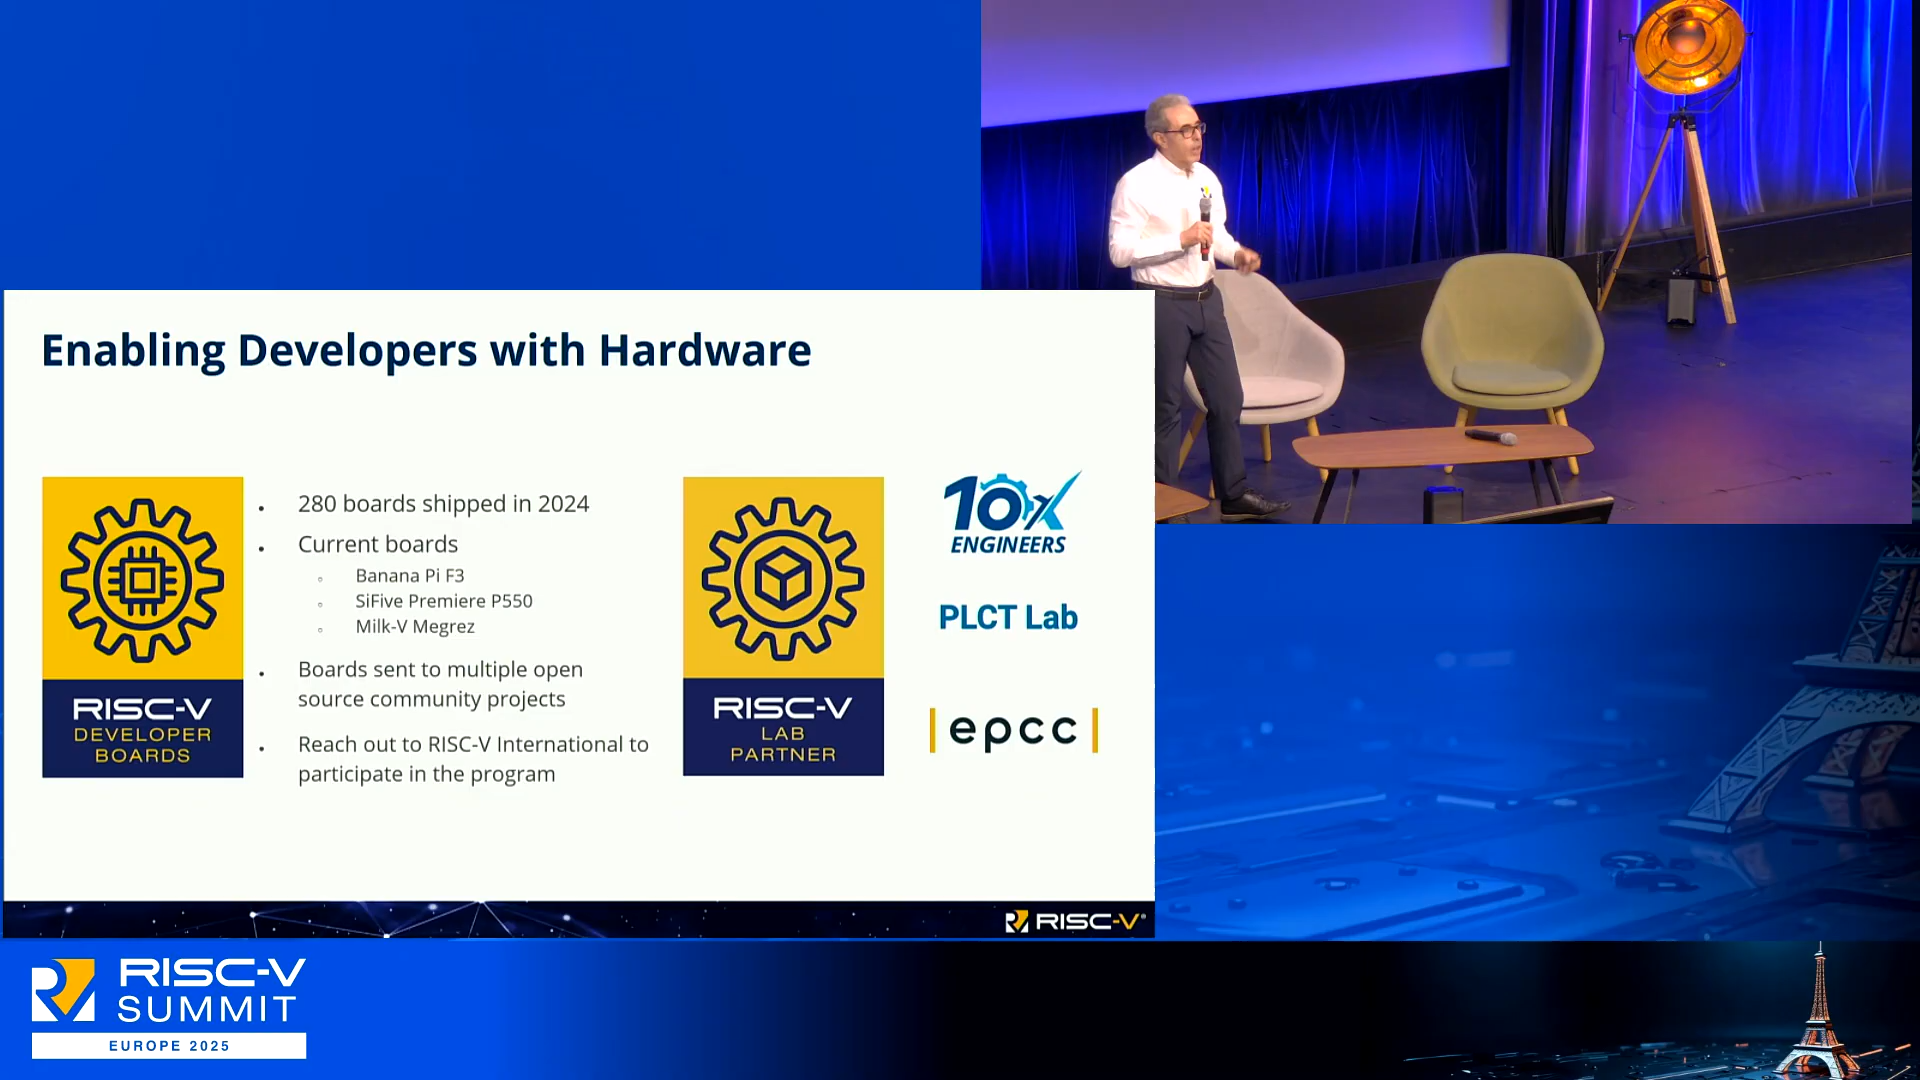 Enabling Developers with Hardware
RISC-V
DEVELOPER
BOARDS
• 280 boards shipped in 2024
• Current boards
○ Banana Pi F3
○ SiFive Premiere P550
○ Milk-V Megrez
• Boards sent to multiple open
source community projects
• Reach out to RISC-V International to
participate in the program
RISC-V
LAB
PARTNER
10x
ENGINEERS
PLCT Lab
|epcc|
RISC-V®
RISC-V
SUMMIT
EUROPE 2025